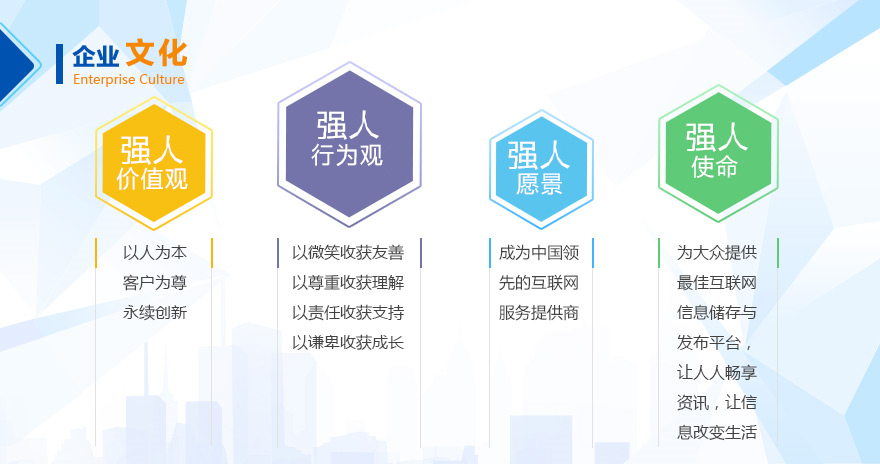 企业文化
Enterprise Culture
强人
价值观
以人为本
客户为尊
永续创新
强人
行为观
以微笑收获友善
以尊重收获理解
以责任收获支持
以谦卑收获成长
强人
愿景
成为中国领
先的互联网
服务提供商
强人
使命
为大众提供
最佳互联网
信息储存与
发布平台，
让人人畅享
资讯，让信
息改变生活